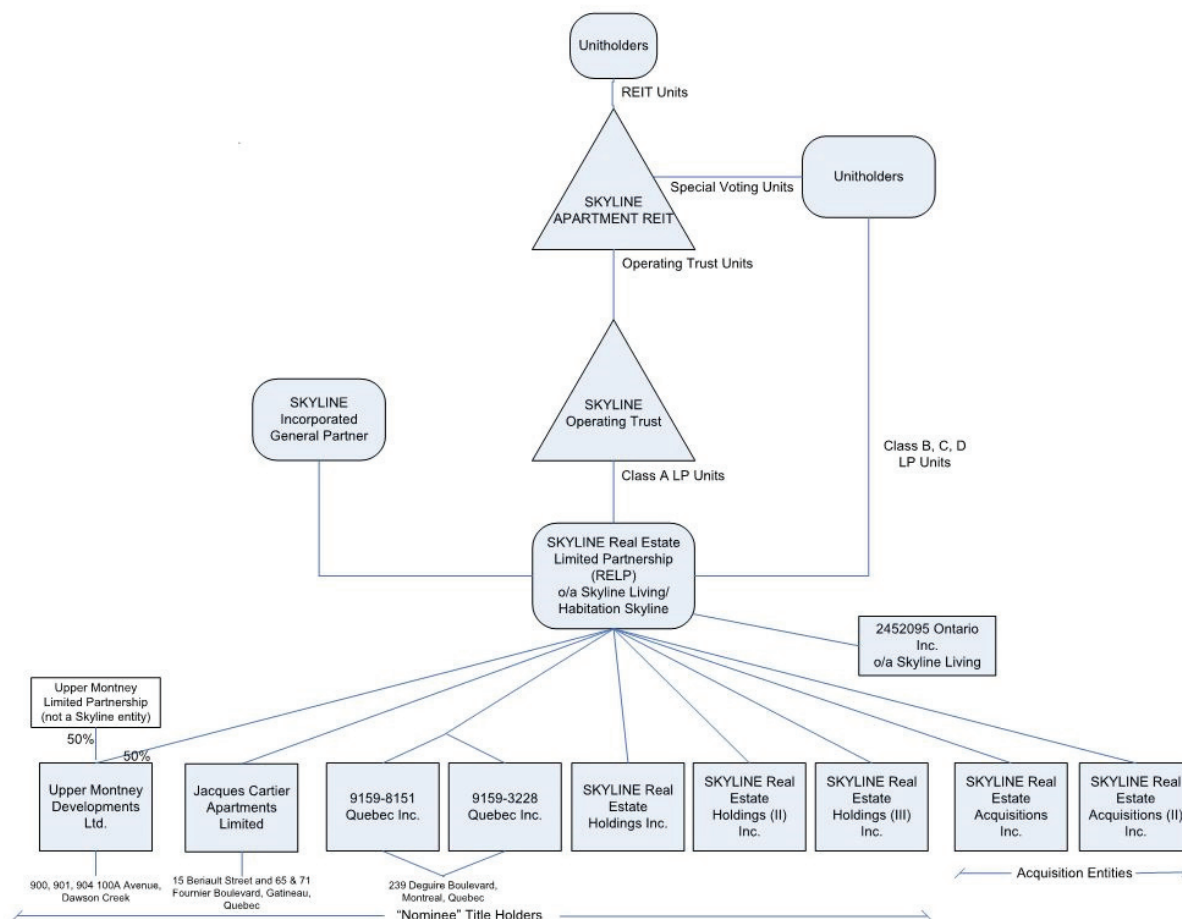 Unitholders
REIT Units
Special Voting Units
Unitholders
SKYLINE
APARTMENT REIT
Operating Trust Units
SKYLINE
Incorporated
General Partner
SKYLINE
Operating Trust
Class B, C, D
LP Units
Class A LP Units
SKYLINE Real Estate
Limited Partnership
(RELP)
o/a Skyline Living/
Habitation Skyline
2452095 Ontario
Inc.
o/a Skyline Living
Upper Montney
Limited Partnership
(not a Skyline entity)
50%
50%
Upper Montney
Developments
Ltd.
Jacques Cartier
Apartments
Limited
9159-8151
Quebec Inc.
9159-3228
Quebec Inc.
SKYLINE Real
Estate
Holdings Inc.
SKYLINE Real
Estate
Holdings (II)
Inc.
SKYLINE Real
Estate
Holdings (III)
Inc.
SKYLINE Real
Estate
Acquisitions
Inc.
SKYLINE Real
Estate
Acquisitions (II)
Inc.
900, 901, 904 100A Avenue,
Dawson Creek
15 Beriault Street and 65 & 71
Fournier Boulevard, Gatineau,
Quebec
239 Deguire Boulevard,
Montreal, Quebec
Acquisition Entities
"Nominee" Title Holders